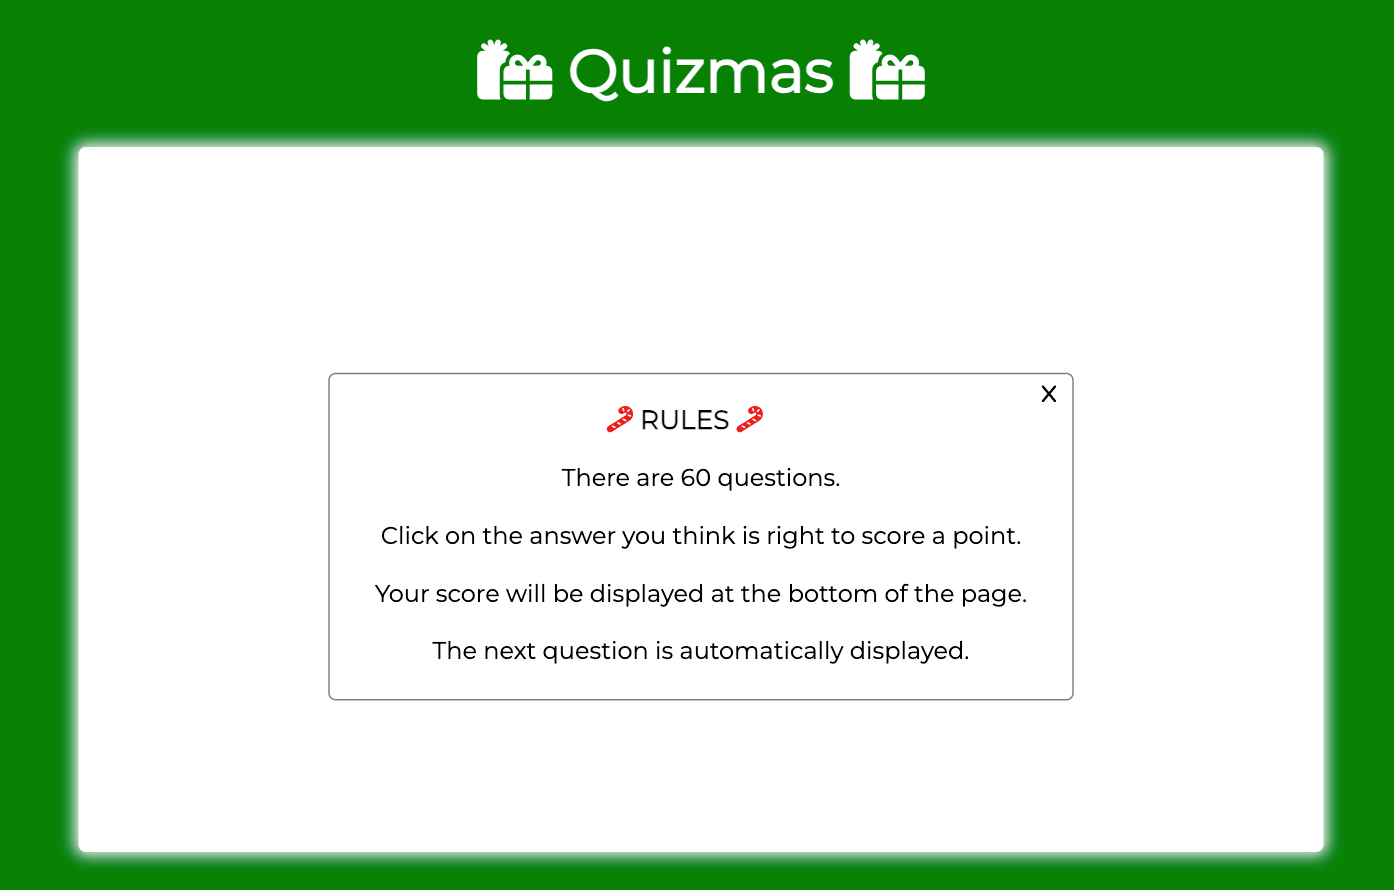 Quizmas
X
RULES
There are 60 questions.
Click on the answer you think is right to score a point.
Your score will be displayed at the bottom of the page.
The next question is automatically displayed.